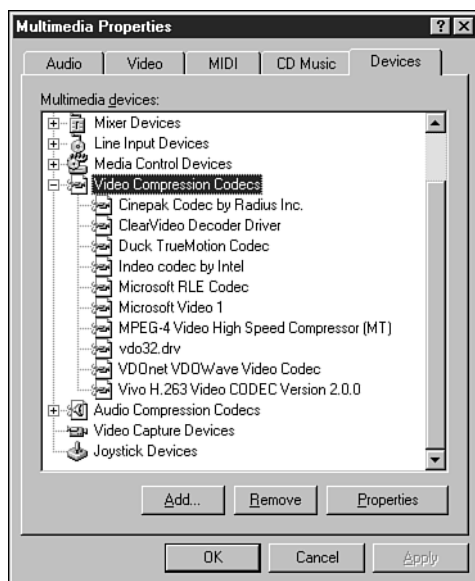 Multimedia Properties
Audio Video MIDI CD Music Devices
Multimedia devices:
Mixer Devices
Line Input Devices
Media Control Devices
Video Compression Codecs
Cinepak Codec by Radius Inc.
ClearVideo Decoder Driver
Duck TrueMotion Codec
Indeo codec by Intel
Microsoft RLE Codec
Microsoft Video 1
MPEG-4 Video High Speed Compressor (MT)
vdo32.drv
VDOnet VDOWave Video Codec
Vivo H.263 Video CODEC Version 2.0.0
Audio Compression Codecs
Video Capture Devices
Joystick Devices
Add... Remove Properties
OK Cancel Apply